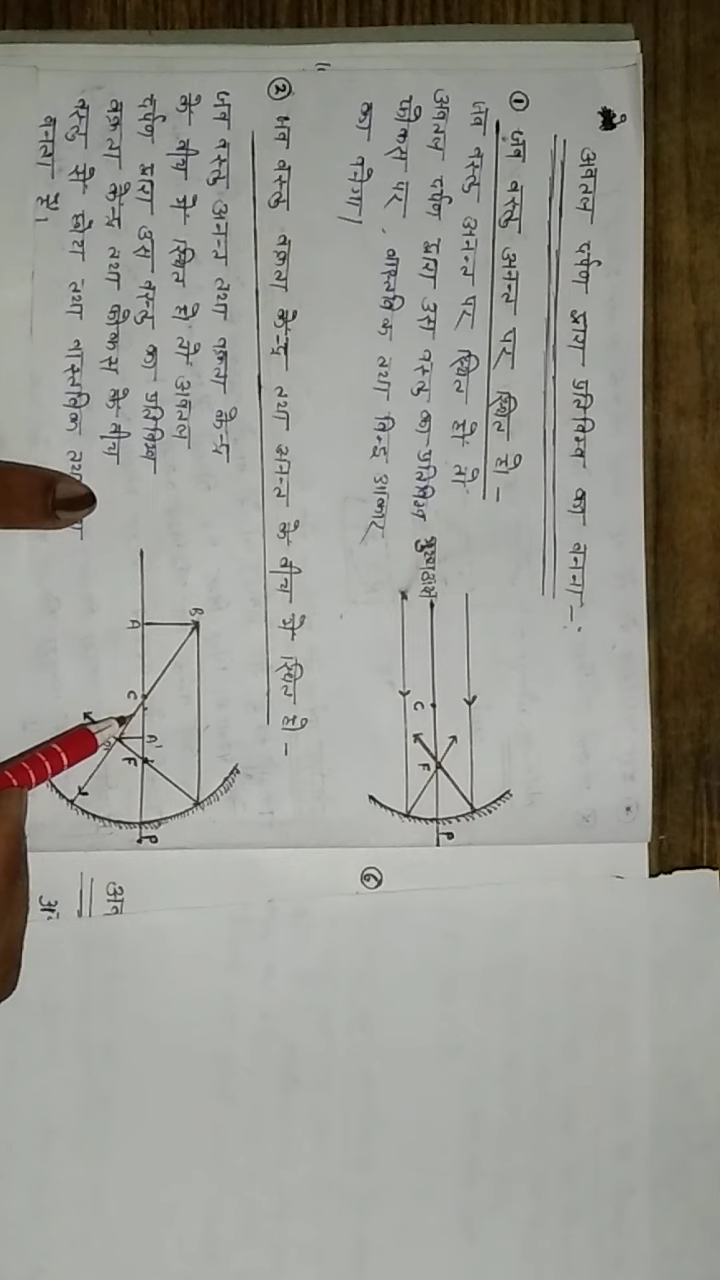 अवतल दर्पण द्वारा प्रतिबिम्ब का बनना -:
① जब वस्तु अनन्त पर स्थित हो -
जब वस्तु अनन्त पर स्थित हो तो
अवतल दर्पण द्वारा उस वस्तु का प्रतिबिम्ब
फोकस पर, वास्तविक तथा बिन्दु आकार
का बनेगा।
मुख्य अक्ष
C
F
P
② जब वस्तु वक्रता केन्द्र तथा अनन्त के बीच में स्थित हो -
जब वस्तु अनन्त तथा वक्रता केन्द्र
के बीच में स्थित हो तो अवतल
दर्पण द्वारा उस वस्तु का प्रतिबिम्ब
वक्रता केन्द्र तथा फोकस के बीच
वस्तु से छोटा तथा वास्तविक
बनता है।
B
A
C
A'
F
P
⑥